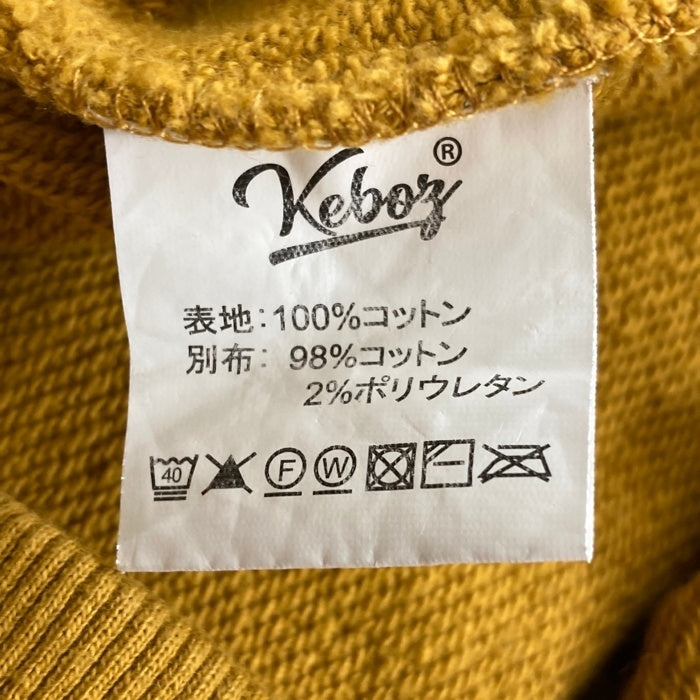 Keboz®
表地:100%コットン
別布: 98%コットン
2%ポリウレタン
40 F W